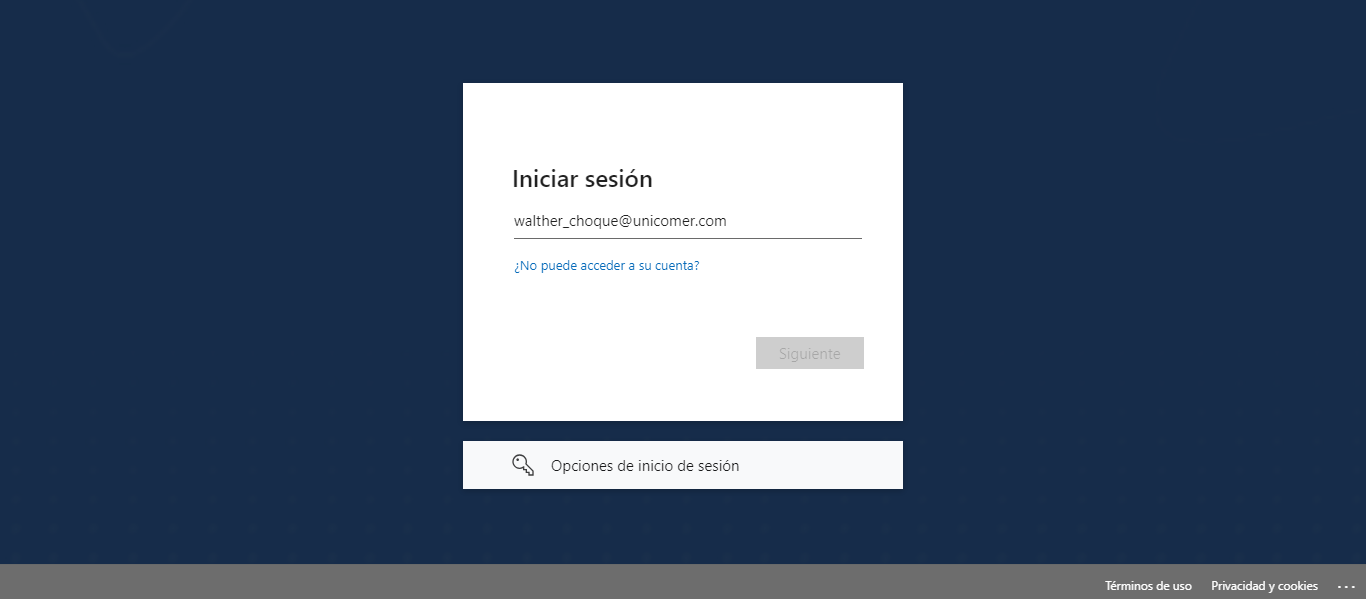 Iniciar sesión
walther_choque@unicomer.com
¿No puede acceder a su cuenta?
Siguiente
Opciones de inicio de sesión
Términos de uso Privacidad y cookies ...